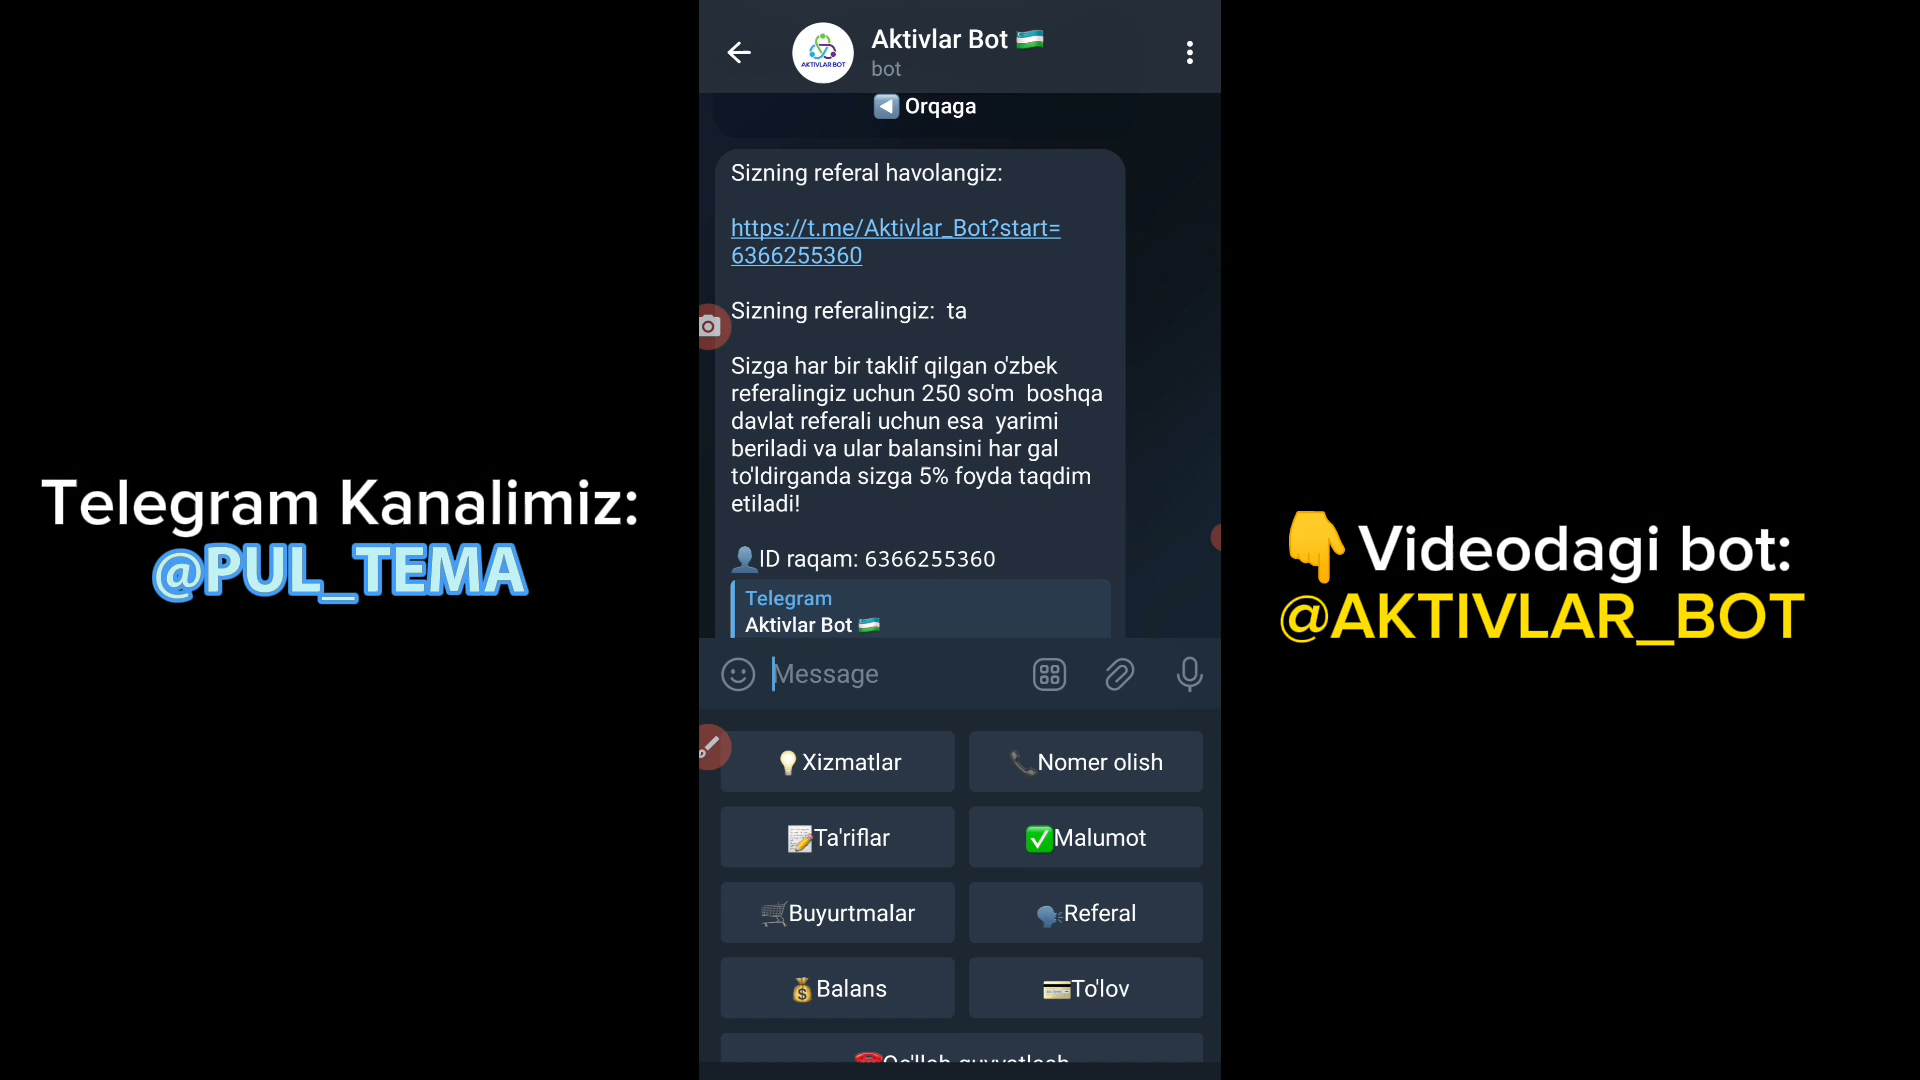 Aktivlar Bot 🇺🇿
bot
AKTIVLAR BOT
◀️ Orqaga
Sizning referal havolangiz:
https://t.me/Aktivlar_Bot?start=
6366255360
Sizning referalingiz:  ta
Sizga har bir taklif qilgan o'zbek
referalingiz uchun 250 so'm  boshqa
davlat referali uchun esa  yarimi
beriladi va ular balansini har gal
to'ldirganda sizga 5% foyda taqdim
etiladi!
👤ID raqam: 6366255360
Telegram
Aktivlar Bot 🇺🇿
Message
💡Xizmatlar
📞Nomer olish
📝Ta'riflar
✅Malumot
🛒Buyurtmalar
🗣Referal
💰Balans
💳To'lov
Telegram Kanalimiz:
@PUL_TEMA
👇Videodagi bot:
@AKTIVLAR_BOT